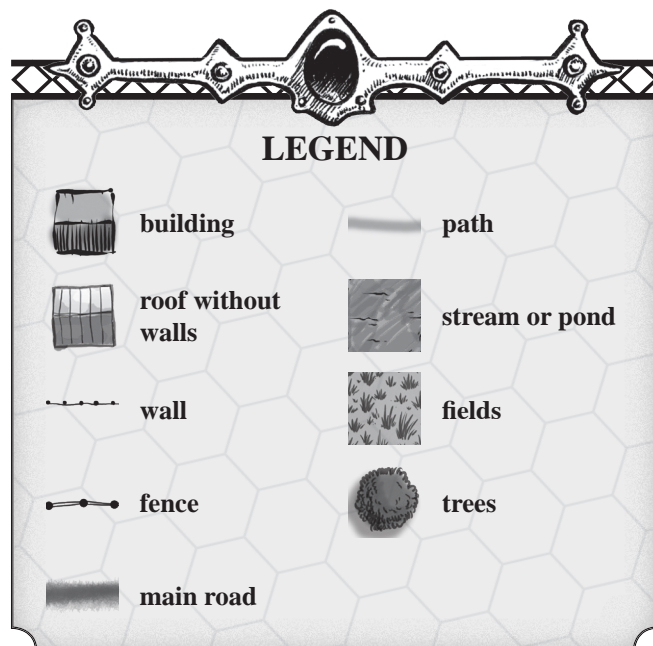 LEGEND
building
roof without
walls
wall
fence
main road
path
stream or pond
fields
trees